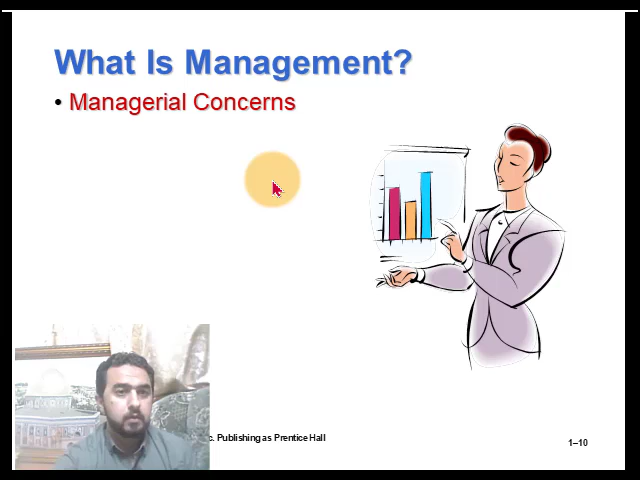 What Is Management?
• Managerial Concerns
c. Publishing as Prentice Hall
1–10